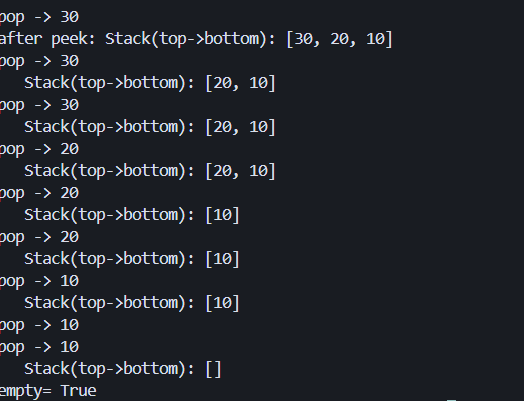 pop -> 30
after peek: Stack(top->bottom): [30, 20, 10]
pop -> 30
   Stack(top->bottom): [20, 10]
pop -> 30
   Stack(top->bottom): [20, 10]
pop -> 20
   Stack(top->bottom): [20, 10]
pop -> 20
   Stack(top->bottom): [10]
pop -> 20
   Stack(top->bottom): [10]
pop -> 10
   Stack(top->bottom): [10]
pop -> 10
pop -> 10
   Stack(top->bottom): []
empty= True